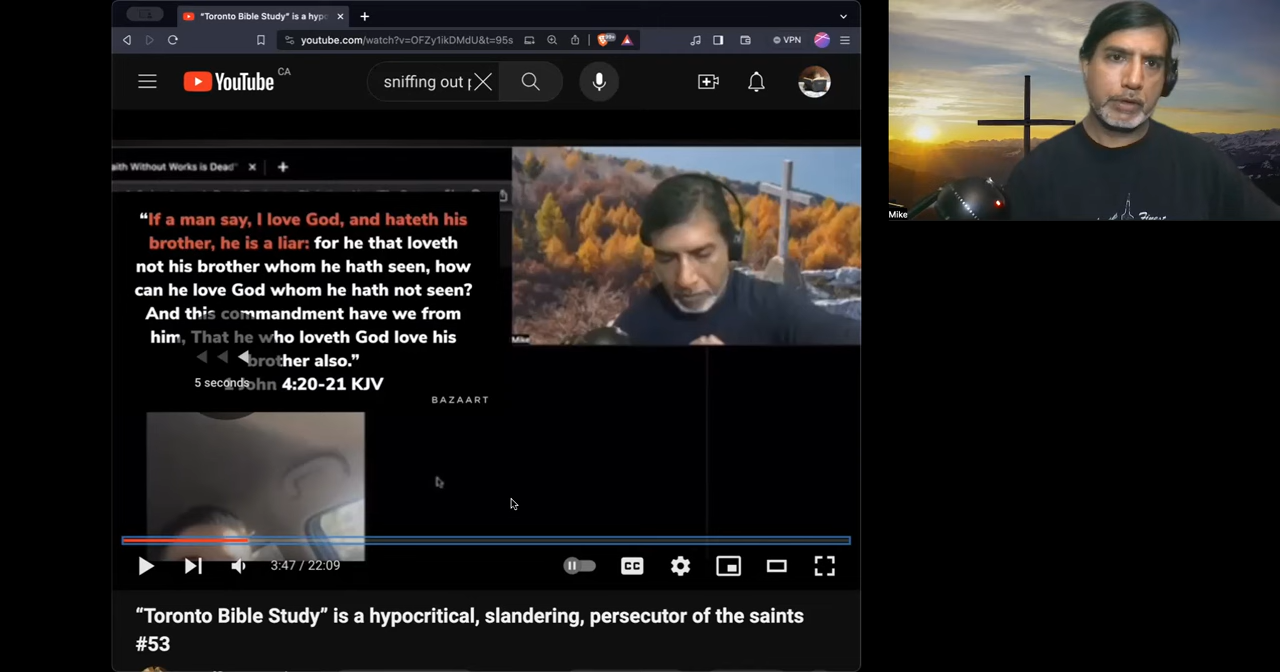 "Toronto Bible Study" is a hypo
youtube.com/watch?v=OFZy1ikDMdU&t=95s
VPN
YouTube CA
sniffing out p
aith Without Works is Dead"
“If a man say, I love God, and hateth his
brother, he is a liar: for he that loveth
not his brother whom he hath seen, how
can he love God whom he hath not seen?
And this commandment have we from
him, That he who loveth God love his
brother also.”
1 John 4:20-21 KJV
5 seconds
BAZAART
Mike
Mike
3:47 / 22:09
CC
“Toronto Bible Study” is a hypocritical, slandering, persecutor of the saints
#53